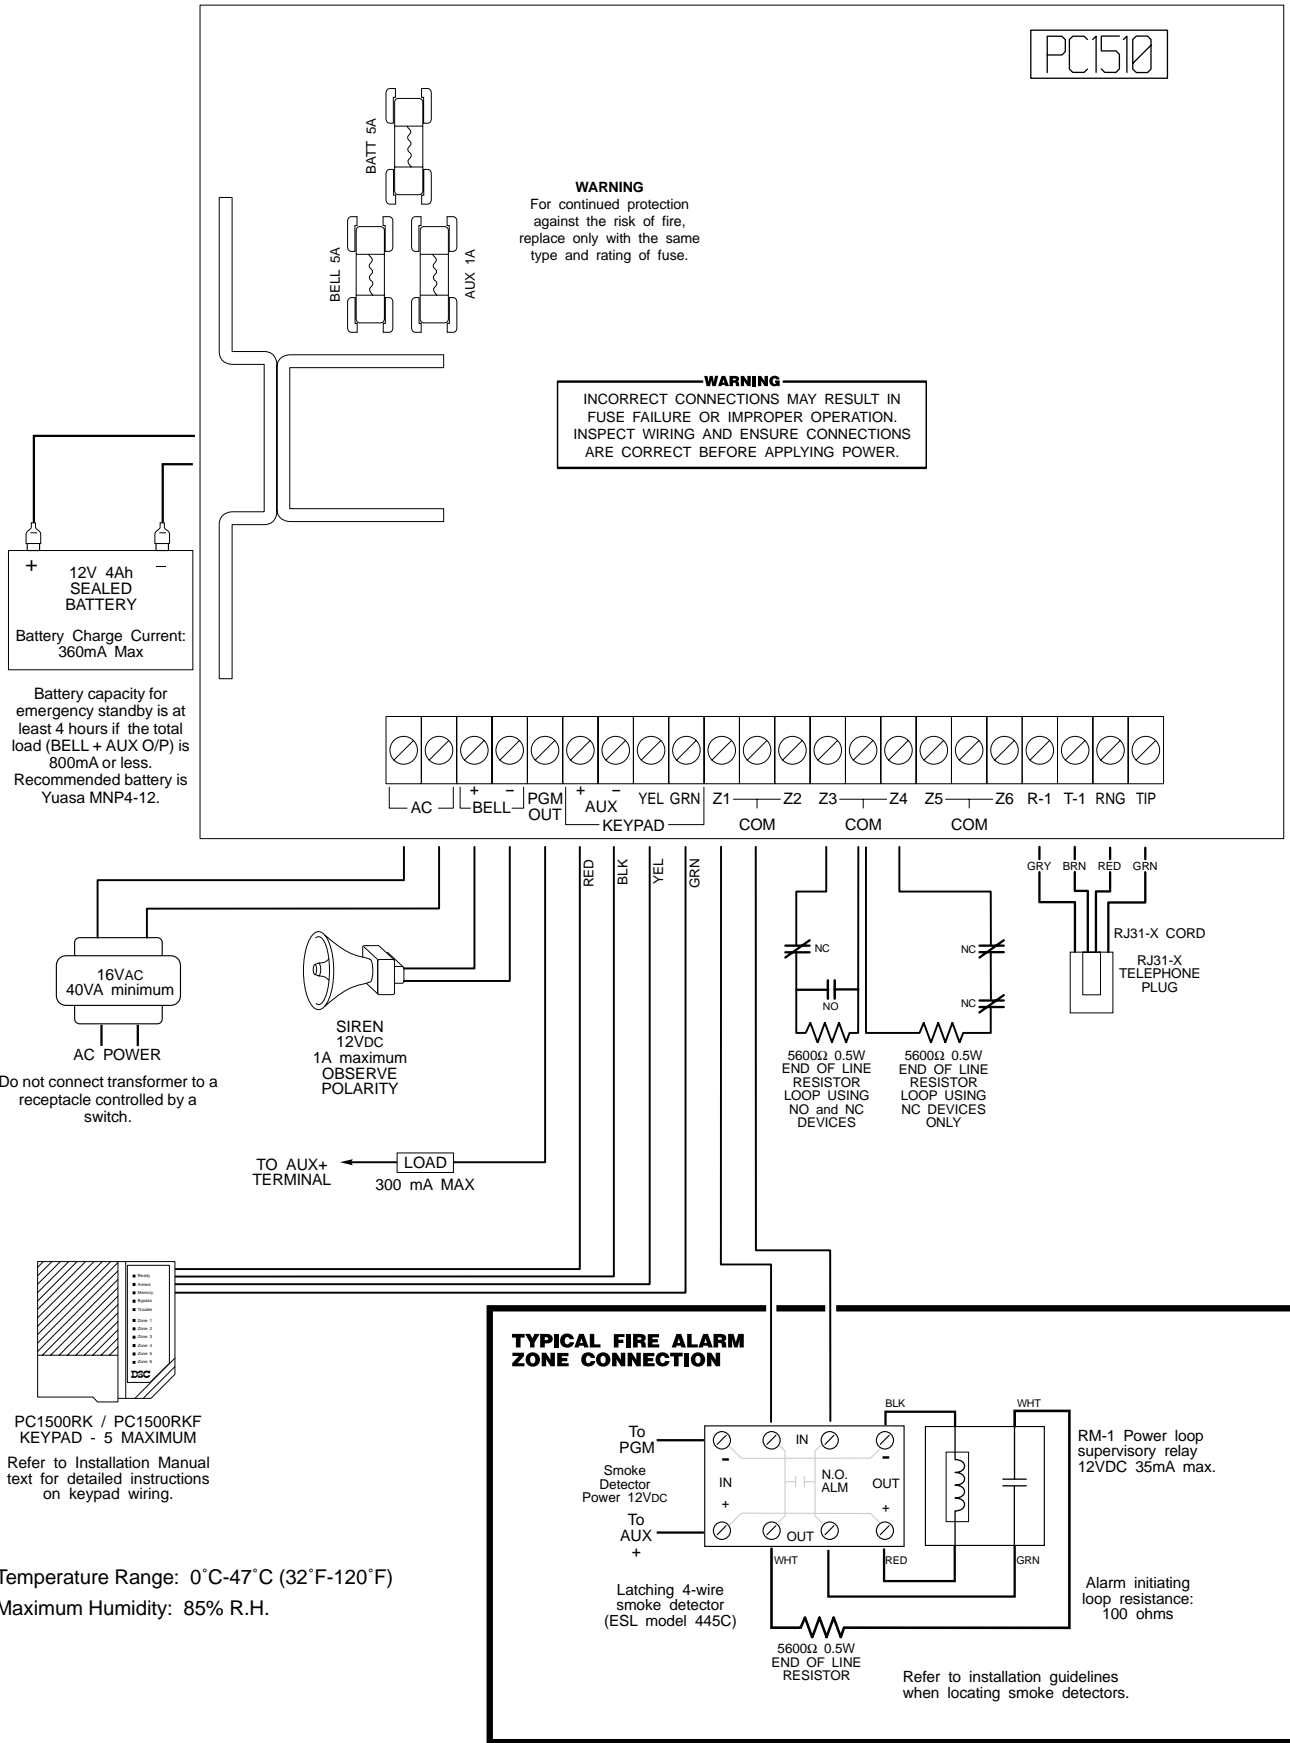 PC1510
BATT 5A
BELL 5A
AUX 1A
WARNING
For continued protection
against the risk of fire,
replace only with the same
type and rating of fuse.
WARNING
INCORRECT CONNECTIONS MAY RESULT IN
FUSE FAILURE OR IMPROPER OPERATION.
INSPECT WIRING AND ENSURE CONNECTIONS
ARE CORRECT BEFORE APPLYING POWER.
+ −
12V 4Ah
SEALED
BATTERY
Battery Charge Current:
360mA Max
Battery capacity for
emergency standby is at
least 4 hours if the total
load (BELL + AUX O/P) is
800mA or less.
Recommended battery is
Yuasa MNP4-12.
AC
+ −
BELL
PGM
OUT
+ −
AUX
YEL GRN
KEYPAD
Z1 Z2
COM
Z3 Z4
COM
Z5 Z6
COM
R-1 T-1 RNG TIP
RED
BLK
YEL
GRN
GRY BRN RED GRN
RJ31-X CORD
RJ31-X
TELEPHONE
PLUG
16VAC
40VA minimum
AC POWER
Do not connect transformer to a
receptacle controlled by a
switch.
SIREN
12VDC
1A maximum
OBSERVE
POLARITY
NC
NO
5600Ω 0.5W
END OF LINE
RESISTOR
LOOP USING
NO and NC
DEVICES
NC
NC
5600Ω 0.5W
END OF LINE
RESISTOR
LOOP USING
NC DEVICES
ONLY
TO AUX+
TERMINAL
LOAD
300 mA MAX
Ready
Armed
Memory
Bypass
Trouble
Zone 1
Zone 2
Zone 3
Zone 4
Zone 5
Zone 6
DSC
PC1500RK / PC1500RKF
KEYPAD - 5 MAXIMUM
Refer to Installation Manual
text for detailed instructions
on keypad wiring.
Temperature Range: 0˚C-47˚C (32˚F-120˚F)
Maximum Humidity: 85% R.H.
TYPICAL FIRE ALARM
ZONE CONNECTION
To
PGM
−
Smoke
Detector
Power 12VDC
To
AUX
+
IN
−
IN
+
N.O.
ALM
−
OUT
+
OUT
BLK
WHT
WHT
RED
GRN
RM-1 Power loop
supervisory relay
12VDC 35mA max.
Latching 4-wire
smoke detector
(ESL model 445C)
Alarm initiating
loop resistance:
100 ohms
5600Ω 0.5W
END OF LINE
RESISTOR
Refer to installation guidelines
when locating smoke detectors.